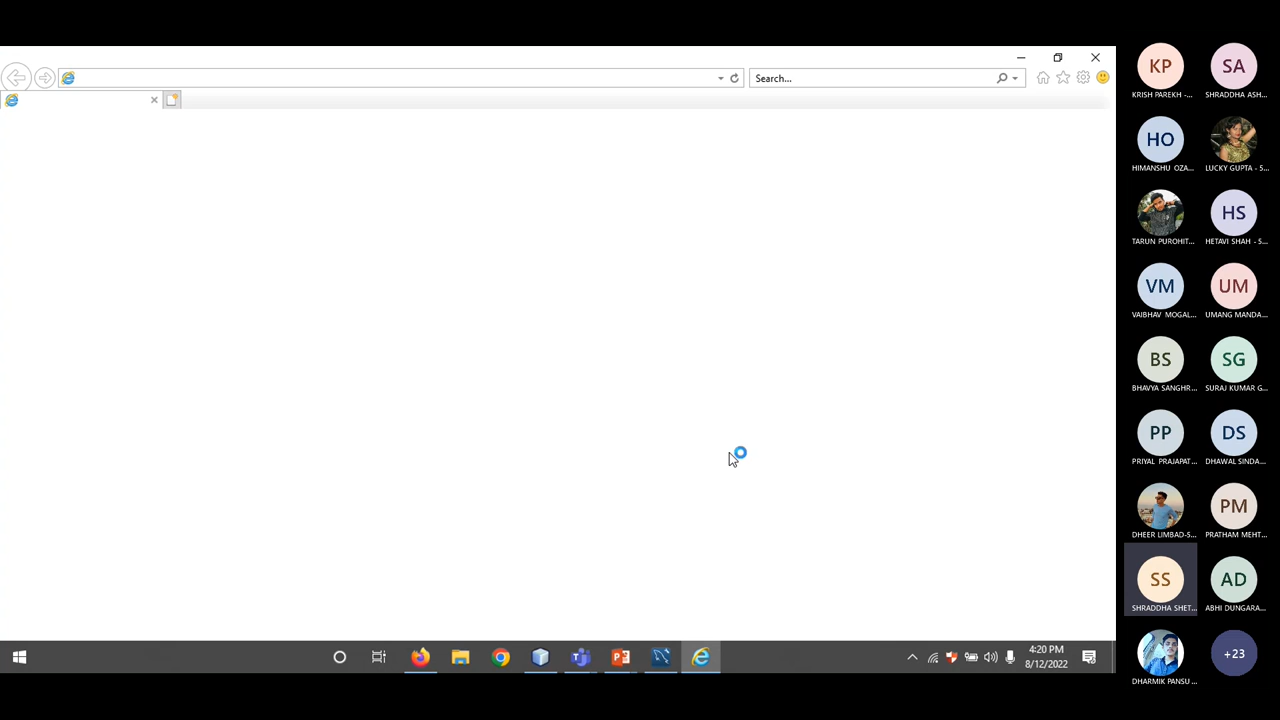 Search...
KP
SA
KRISH PAREKH -...
SHRADDHA ASH...
HO
HIMANSHU OZA...
LUCKY GUPTA - 5...
HS
TARUN PUROHIT...
HETAVI SHAH - S...
VM
UM
VAIBHAV MOGAL...
UMANG MANDA...
BS
SG
BHAVYA SANGHR...
SURAJ KUMAR G...
PP
DS
PRIYAL PRAJAPAT...
DHAWAL SINDA...
PM
DHEER LIMBAD-S...
PRATHAM MEHT...
SS
AD
SHRADDHA SHET...
ABHI DUNGARA...
+23
DHARMIK PANSU ...
4:20 PM
8/12/2022